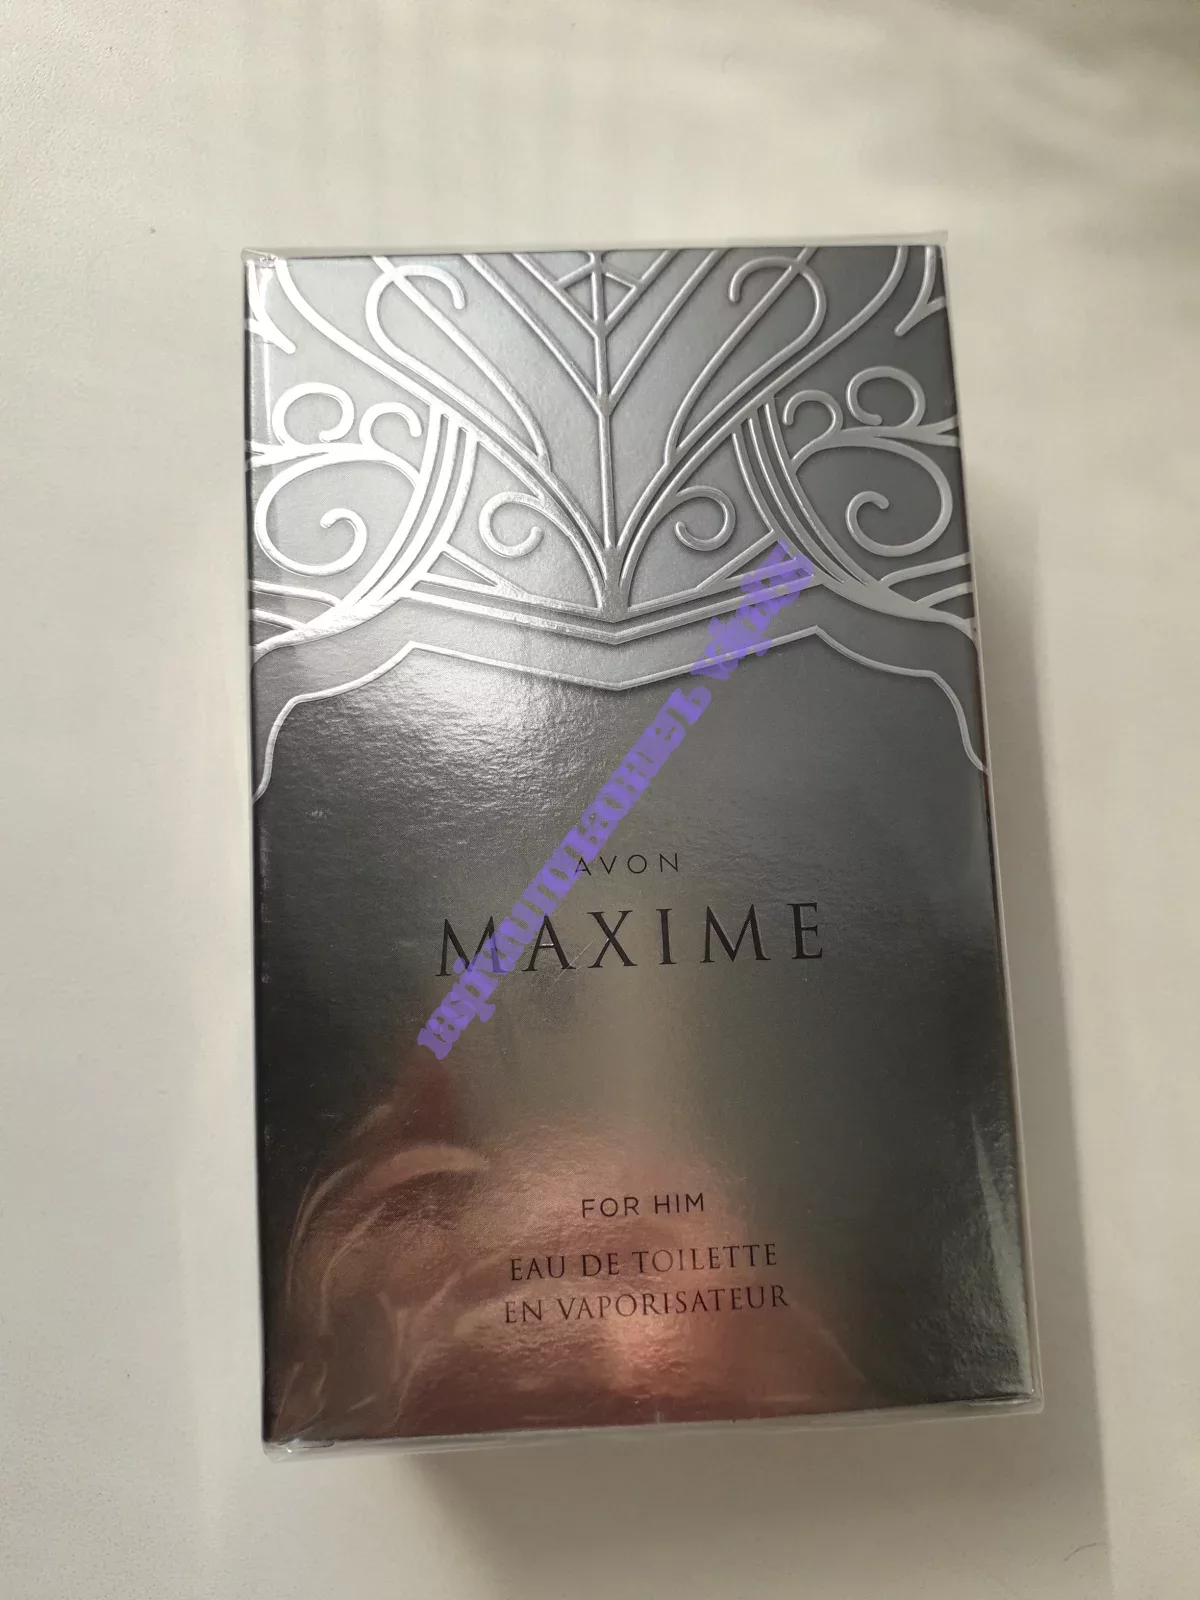 AVON
MAXIME
FOR HIM
EAU DE TOILETTE
EN VAPORISATEUR